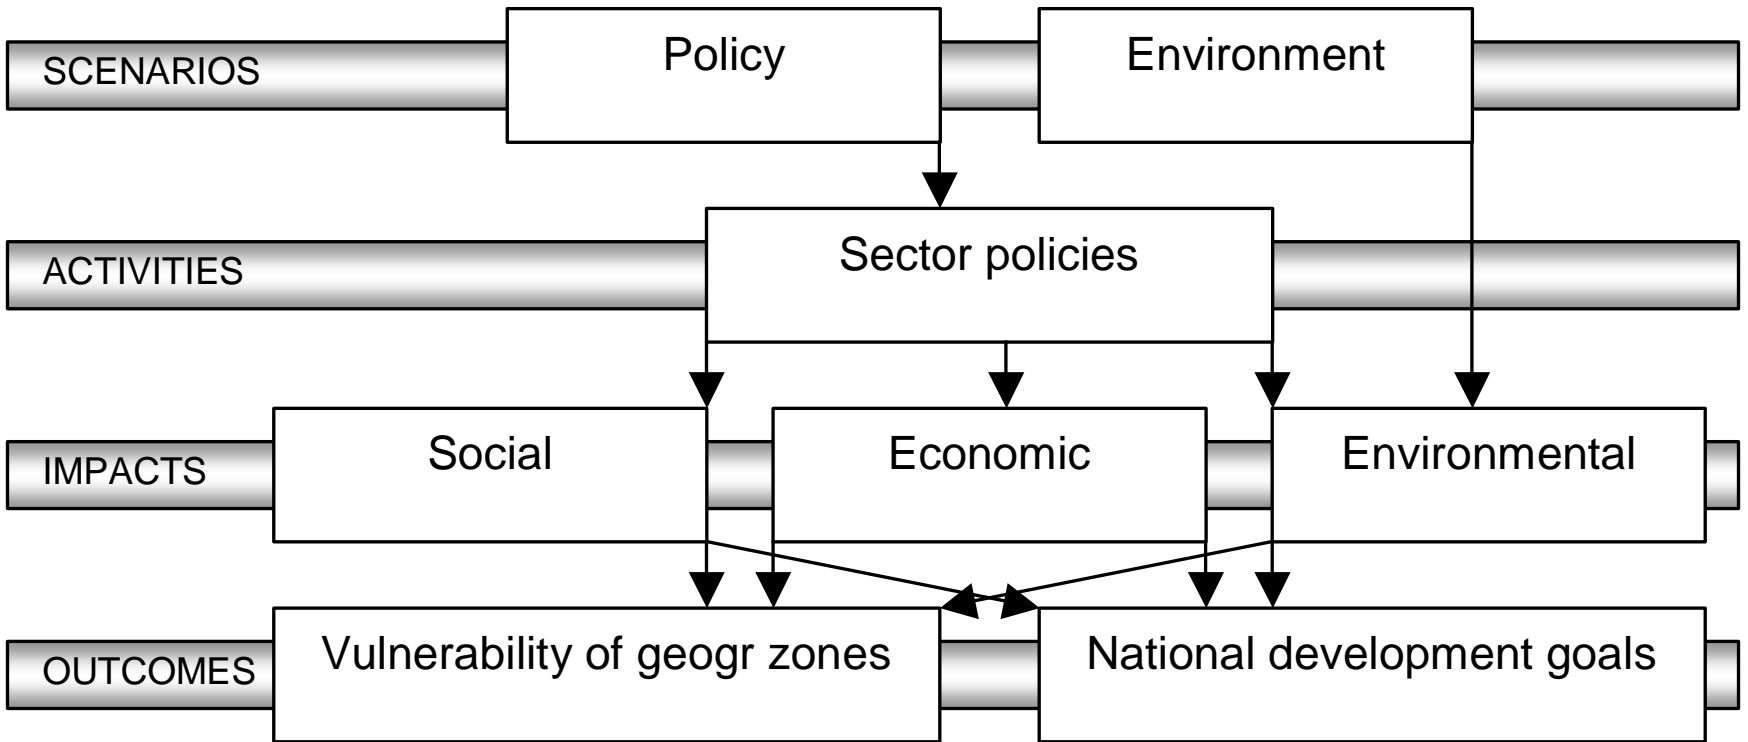 SCENARIOS
Policy
Environment
ACTIVITIES
Sector policies
IMPACTS
Social
Economic
Environmental
OUTCOMES
Vulnerability of geogr zones
National development goals